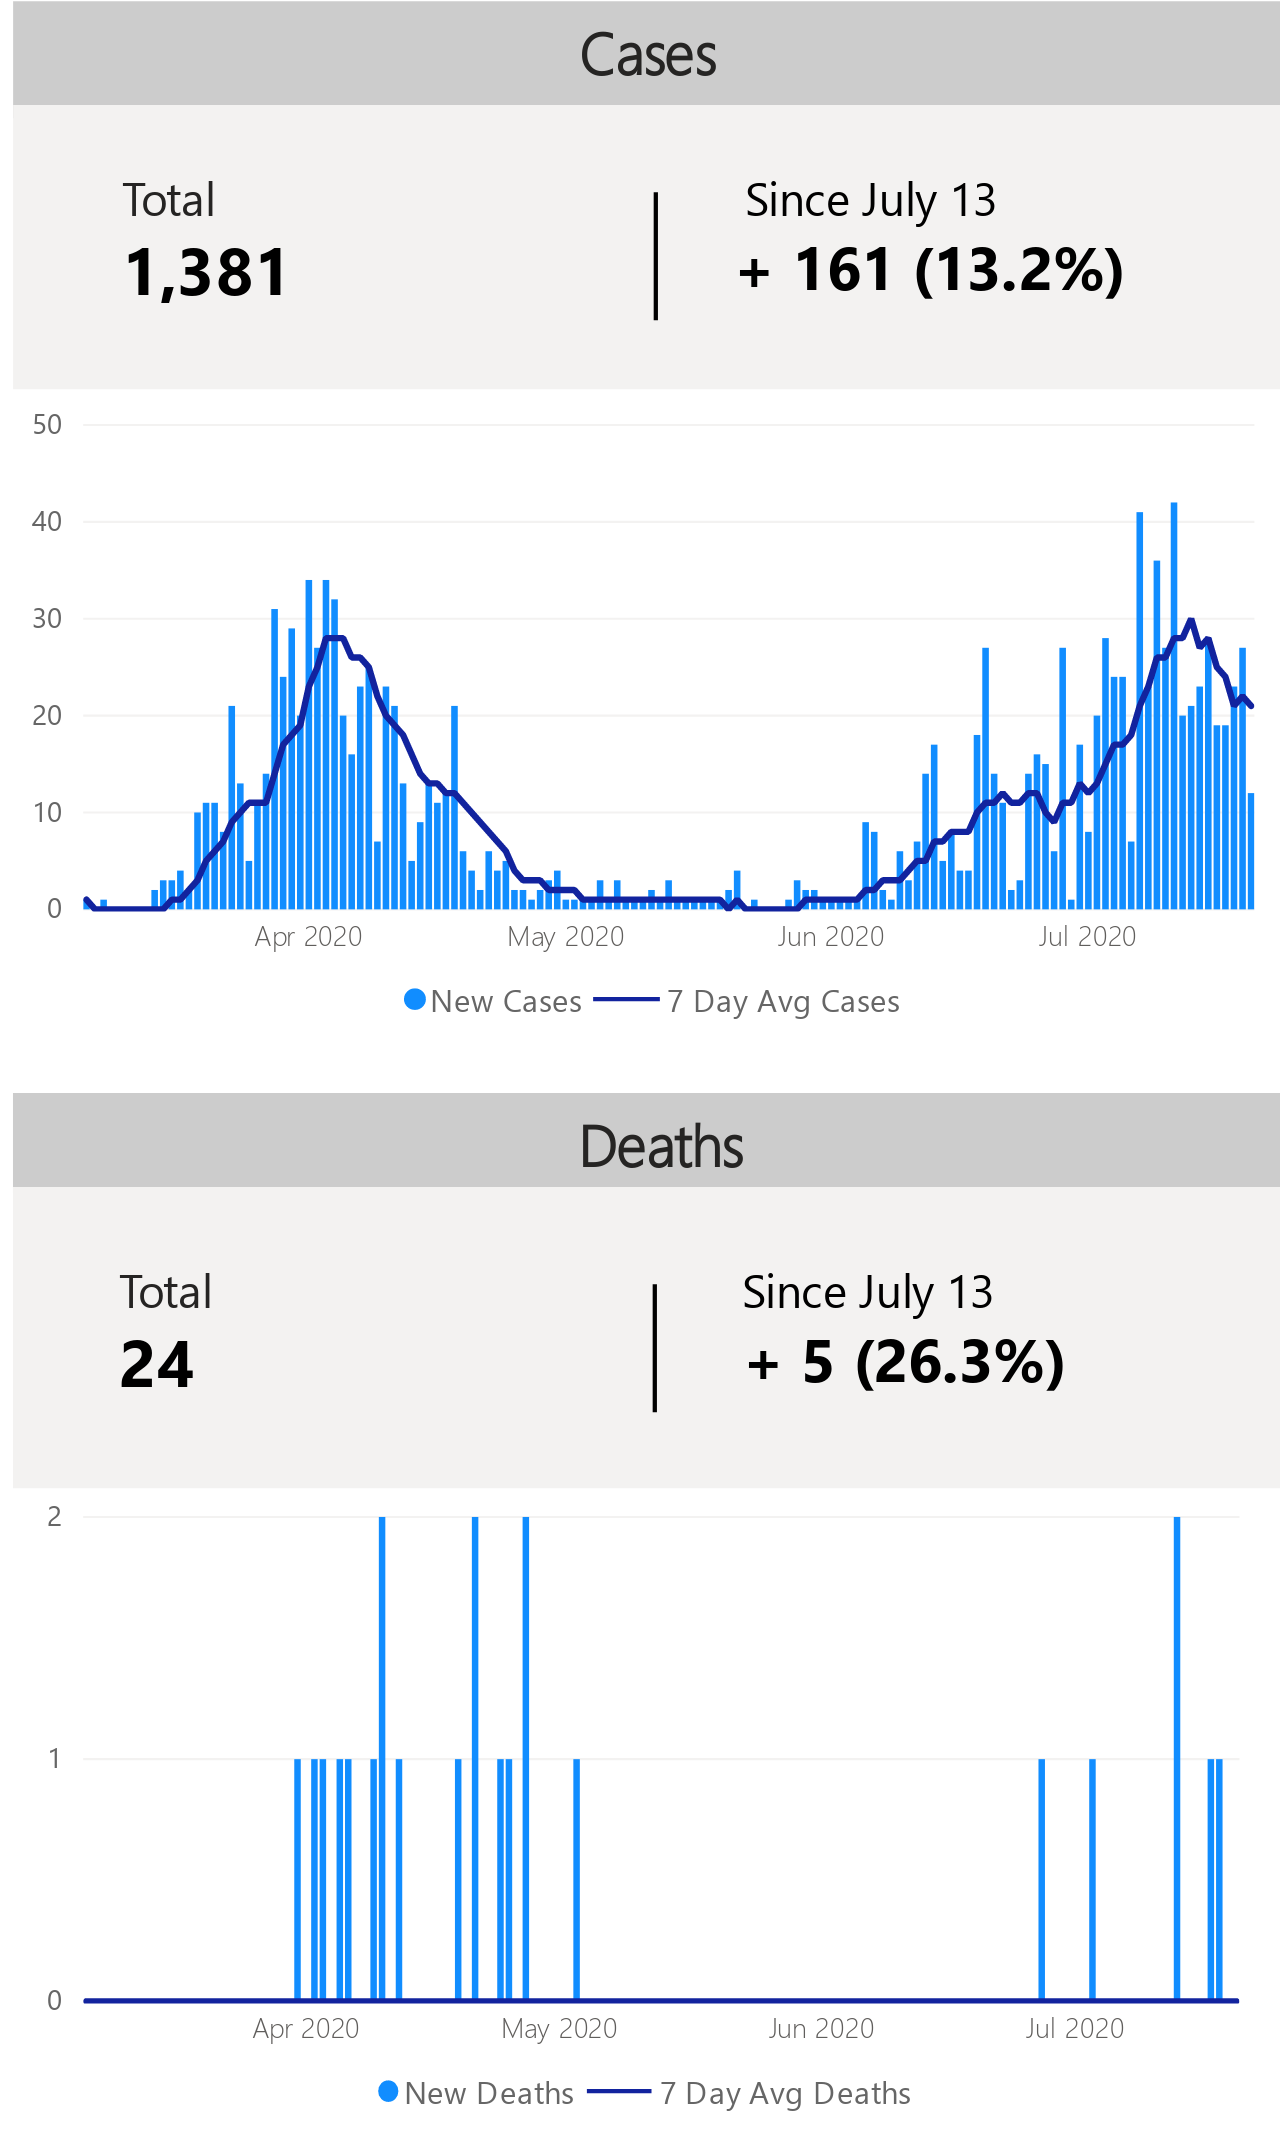 Cases
Total
Since July 13
1,381
+ 161 (13.2%)
50
40
30
20
10
0
Apr 2020 May 2020 Jun 2020 Jul 2020
New Cases 7 Day Avg Cases
Deaths
Total
Since July 13
24
+ 5 (26.3%)
2
1
0
Apr 2020 May 2020 Jun 2020 Jul 2020
New Deaths 7 Day Avg Deaths